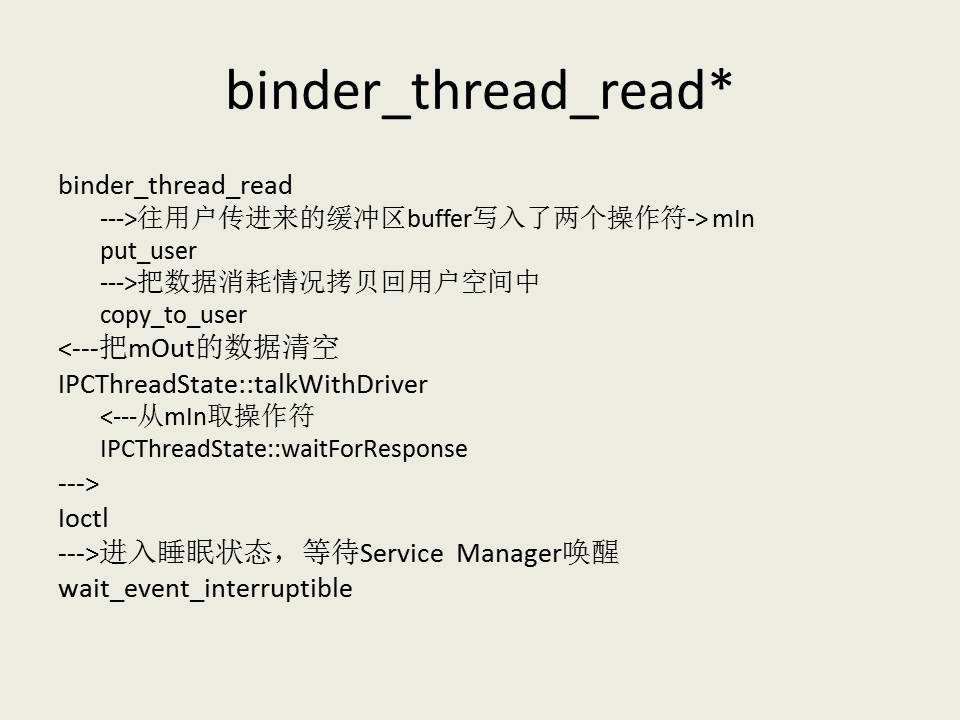 binder_thread_read*
binder_thread_read
--->往用户传进来的缓冲区buffer写入了两个操作符->mIn
put_user
--->把数据消耗情况拷贝回用户空间中
copy_to_user
<---把mOut的数据清空
IPCThreadState::talkWithDriver
<---从mIn取操作符
IPCThreadState::waitForResponse
--->
Ioctl
--->进入睡眠状态，等待Service Manager唤醒
wait_event_interruptible